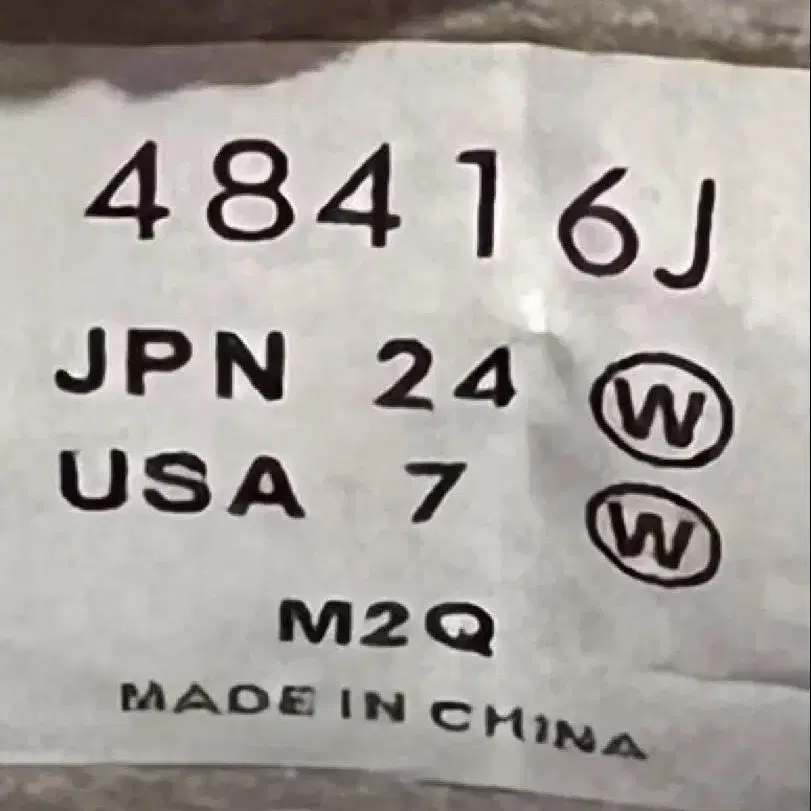 48416J
JPN 24 Ⓦ
USA 7 Ⓦ
M2Q
MADE IN CHINA